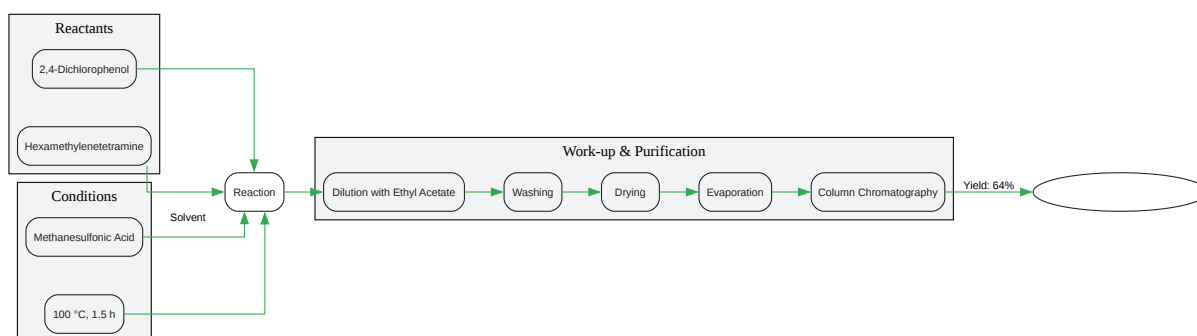 Reactants
2,4-Dichlorophenol
Hexamethylenetetramine
Conditions
Methanesulfonic Acid
100 °C, 1.5 h
Solvent
Reaction
Work-up & Purification
Dilution with Ethyl Acetate
Washing
Drying
Evaporation
Column Chromatography
Yield: 64%